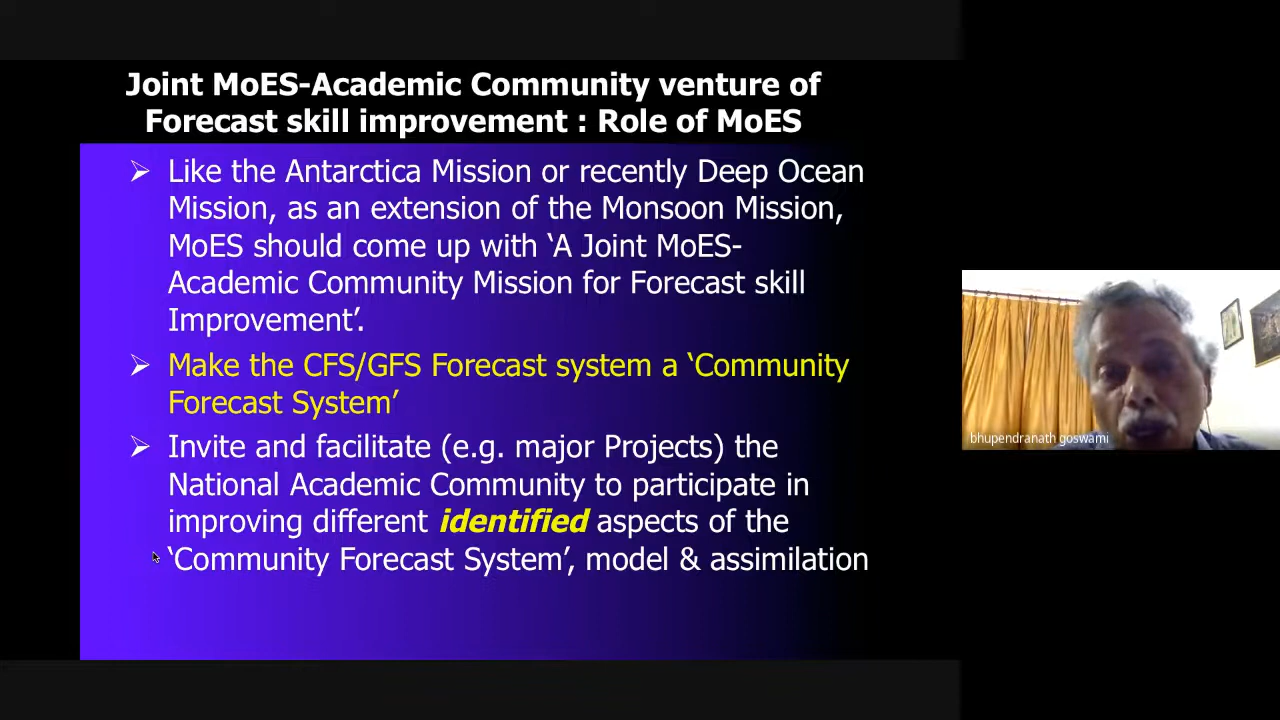 Joint MoES-Academic Community venture of
Forecast skill improvement : Role of MoES
➢ Like the Antarctica Mission or recently Deep Ocean
Mission, as an extension of the Monsoon Mission,
MoES should come up with ‘A Joint MoES-
Academic Community Mission for Forecast skill
Improvement’.
➢ Make the CFS/GFS Forecast system a ‘Community
Forecast System’
➢ Invite and facilitate (e.g. major Projects) the
National Academic Community to participate in
improving different identified aspects of the
‘Community Forecast System’, model & assimilation
bhupendranath goswami